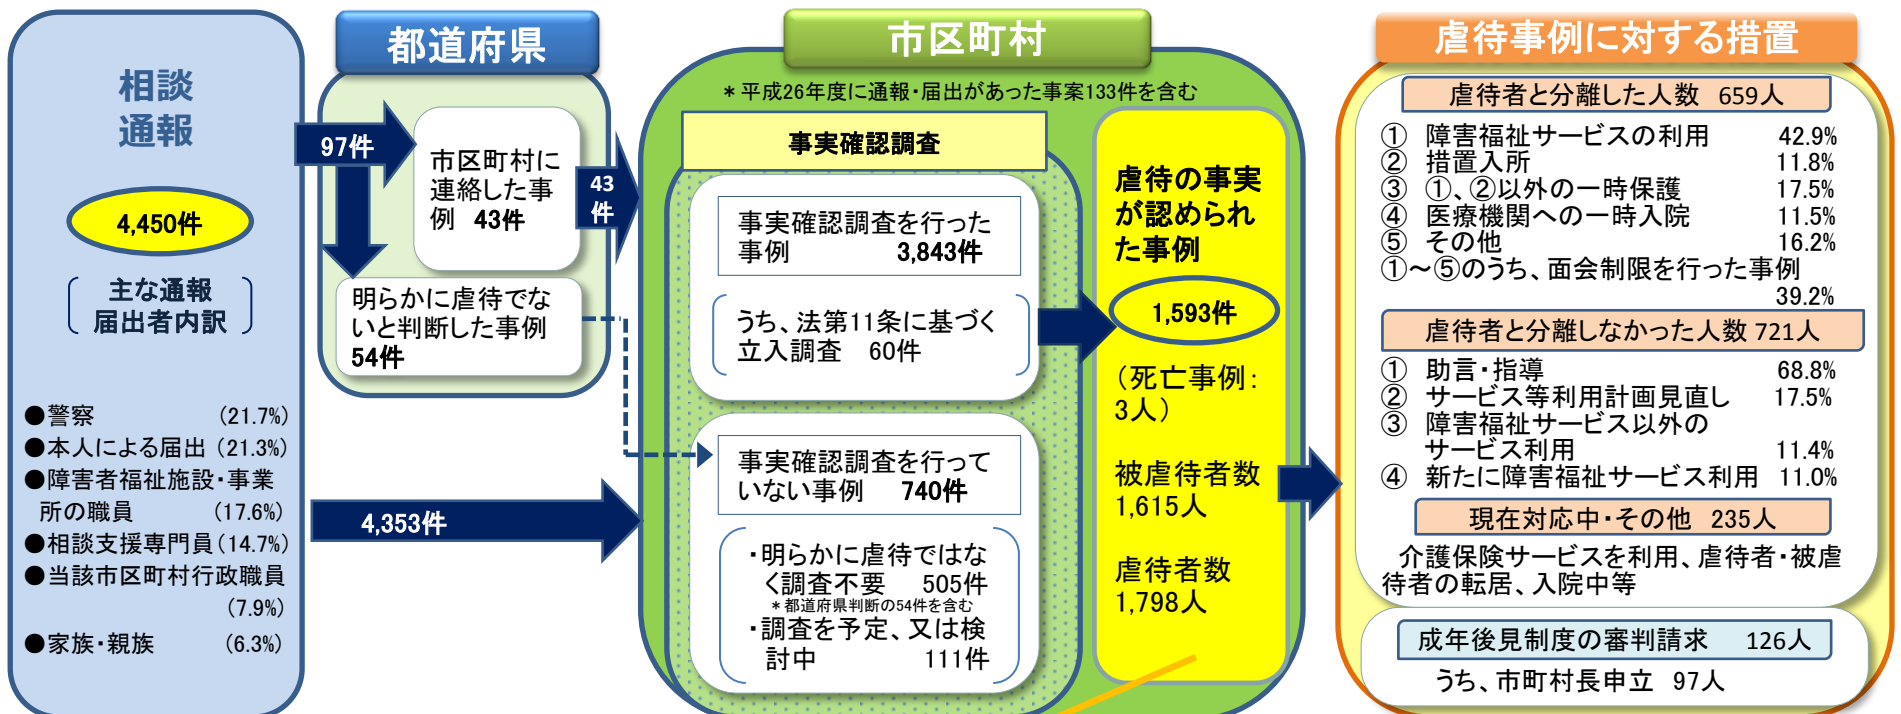 相談
通報
4,450件
主な通報
届出者内訳
●警察 (21.7%)
●本人による届出 (21.3%)
●障害者福祉施設・事業
所の職員 (17.6%)
●相談支援専門員(14.7%)
●当該市区町村行政職員
(7.9%)
●家族・親族 (6.3%)
都道府県
97件
市区町村に
連絡した事
例 43件
43
件
明らかに虐待でな
いと判断した事例
54件
4,353件
市区町村
*平成26年度に通報・届出があった事案133件を含む
事実確認調査
事実確認調査を行った
事例 3,843件
うち、法第11条に基づく
立入調査 60件
事実確認調査を行って
いない事例 740件
・明らかに虐待ではな
く調査不要 505件
*都道府県判断の54件を含む
・調査を予定、又は検
討中 111件
虐待の事実
が認められ
た事例
1,593件
(死亡事例:
3人)
被虐待者数
1,615人
虐待者数
1,798人
虐待事例に対する措置
虐待者と分離した人数 659人
① 障害福祉サービスの利用 42.9%
② 措置入所 11.8%
③ ①、②以外の一時保護 17.5%
④ 医療機関への一時入院 11.5%
⑤ その他 16.2%
①～⑤のうち、面会制限を行った事例
39.2%
虐待者と分離しなかった人数 721人
① 助言・指導 68.8%
② サービス等利用計画見直し 17.5%
③ 障害福祉サービス以外の
サービス利用 11.4%
④ 新たに障害福祉サービス利用 11.0%
現在対応中・その他 235人
介護保険サービスを利用、虐待者・被虐
待者の転居、入院中等
成年後見制度の審判請求 126人
うち、市町村長申立 97人